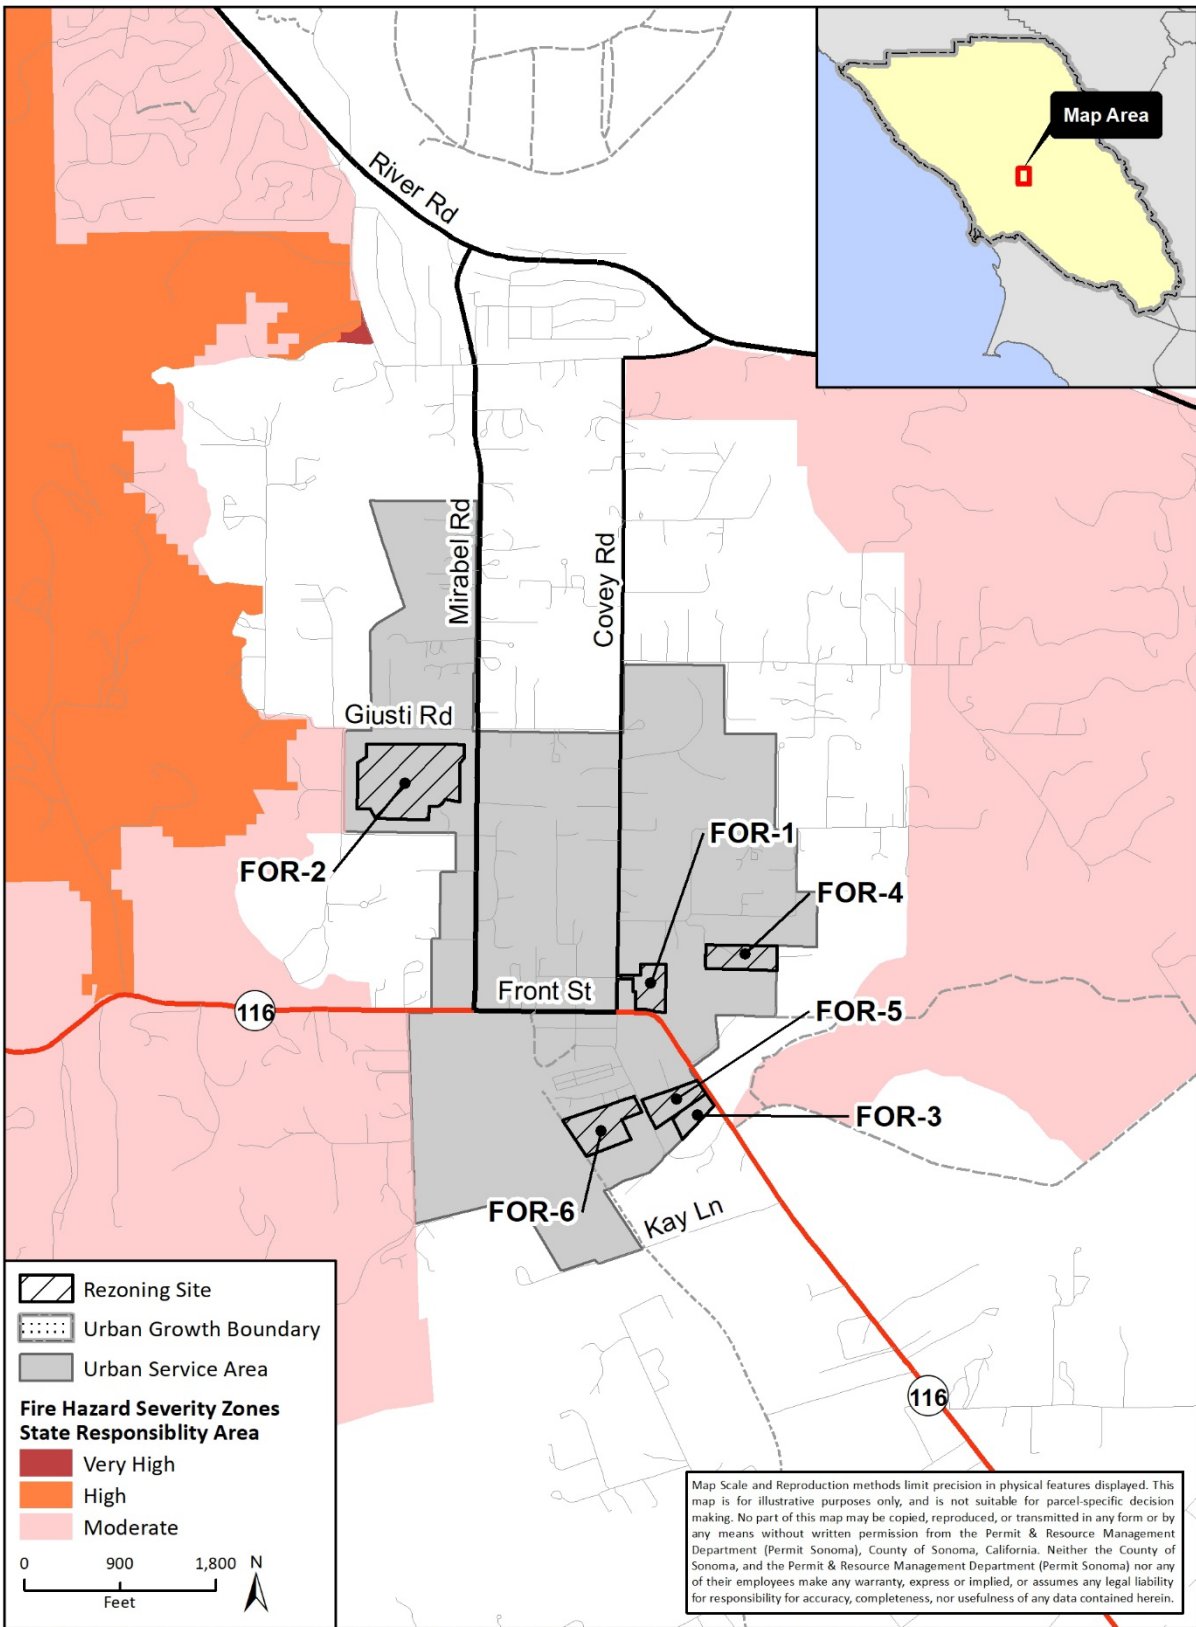 Map Area
River Rd
Mirabel Rd
Covey Rd
Giusti Rd
FOR-2
FOR-1
FOR-4
Front St
116
FOR-5
FOR-3
FOR-6
Kay Ln
116
Rezoning Site
Urban Growth Boundary
Urban Service Area
Fire Hazard Severity Zones
State Responsiblity Area
Very High
High
Moderate
0 900 1,800 N
Feet
Map Scale and Reproduction methods limit precision in physical features displayed. This
map is for illustrative purposes only, and is not suitable for parcel-specific decision
making. No part of this map may be copied, reproduced, or transmitted in any form or by
any means without written permission from the Permit & Resource Management
Department (Permit Sonoma), County of Sonoma, California. Neither the County of
Sonoma, and the Permit & Resource Management Department (Permit Sonoma) nor any
of their employees make any warranty, express or implied, or assumes any legal liability
for responsibility for accuracy, completeness, nor usefulness of any data contained herein.